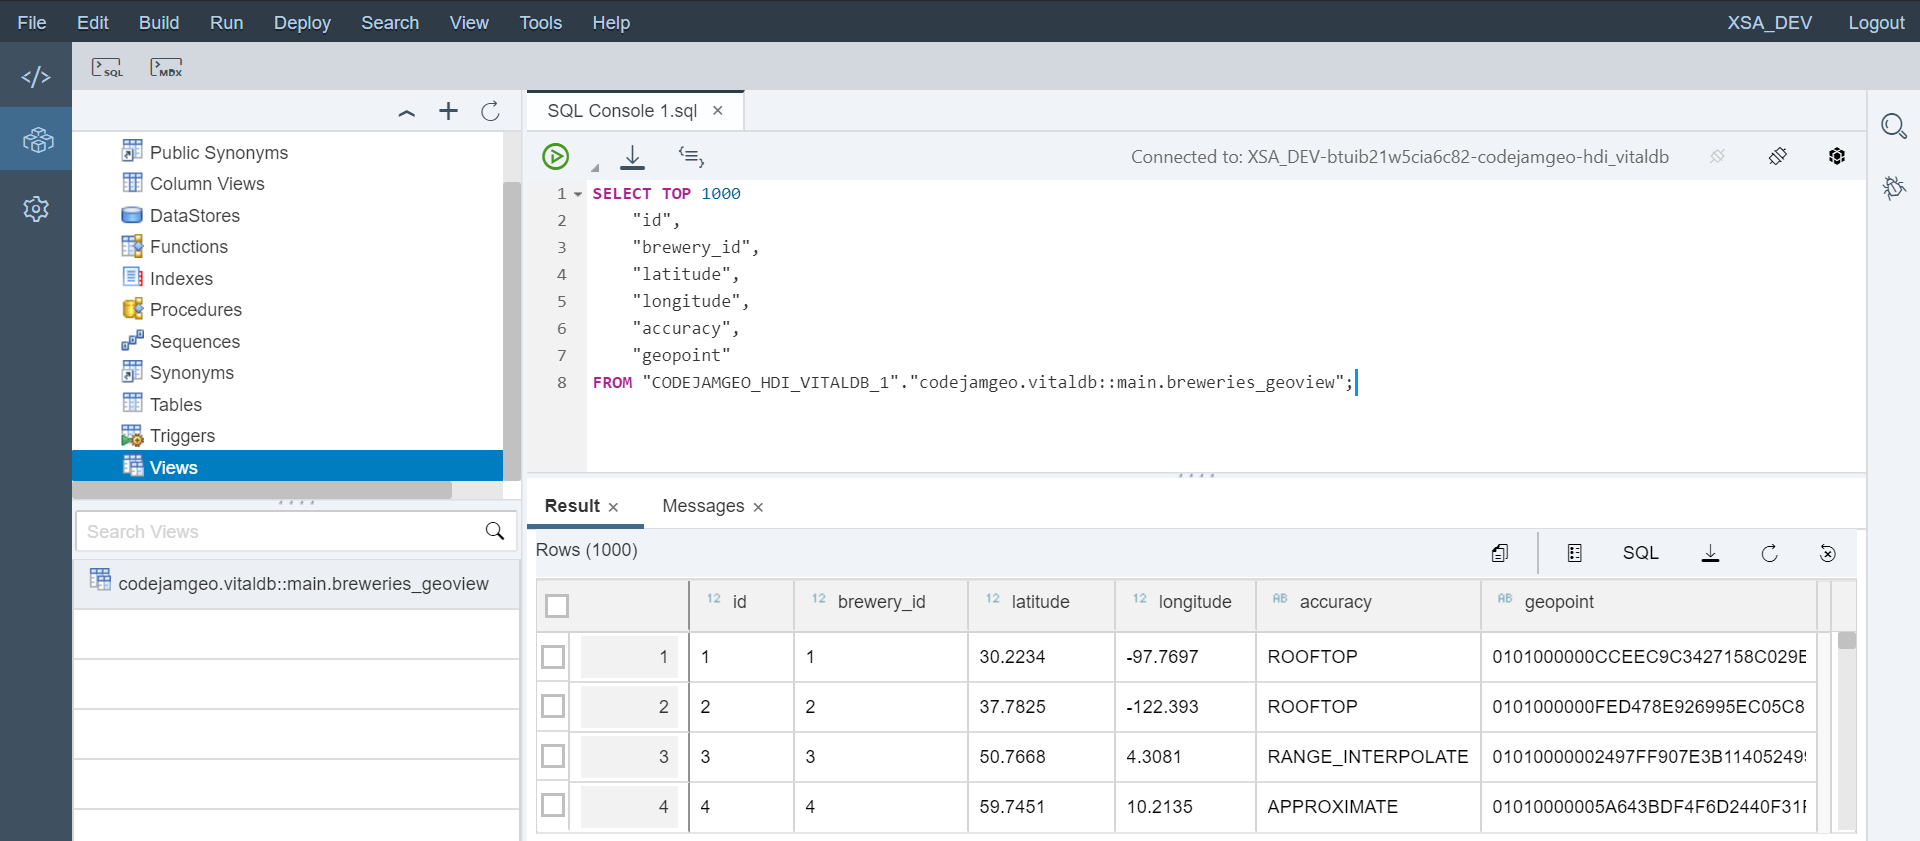 File Edit Build Run Deploy Search View Tools Help XSA_DEV Logout
SQL MDX
Public Synonyms
Column Views
DataStores
Functions
Indexes
Procedures
Sequences
Synonyms
Tables
Triggers
Views
Search Views
codejamgeo.vitaldb::main.breweries_geoview
SQL Console 1.sql
Connected to: XSA_DEV-btuib21w5cia6c82-codejamgeo-hdi_vitaldb
1 SELECT TOP 1000
2 "id",
3 "brewery_id",
4 "latitude",
5 "longitude",
6 "accuracy",
7 "geopoint"
8 FROM "CODEJAMGEO_HDI_VITALDB_1"."codejamgeo.vitaldb::main.breweries_geoview";
Result Messages
Rows (1000) SQL
12 id 12 brewery_id 12 latitude 12 longitude AB accuracy AB geopoint
1 1 1 30.2234 -97.7697 ROOFTOP 0101000000CCEEC9C3427158C029E
2 2 2 37.7825 -122.393 ROOFTOP 0101000000FED478E926995EC05C8
3 3 3 50.7668 4.3081 RANGE_INTERPOLATE 01010000002497FF907E3B114052499
4 4 4 59.7451 10.2135 APPROXIMATE 01010000005A643BDF4F6D2440F31F